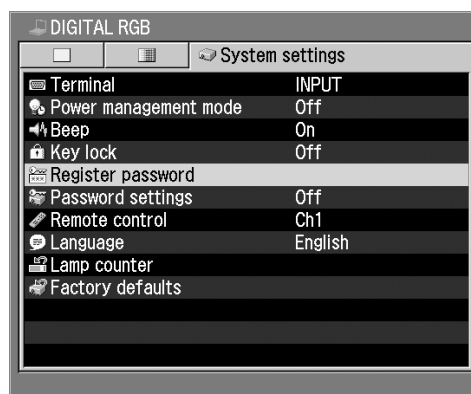 DIGITAL RGB
System settings
Terminal INPUT
Power management mode Off
Beep On
Key lock Off
Register password
Password settings Off
Remote control Ch1
Language English
Lamp counter
Factory defaults